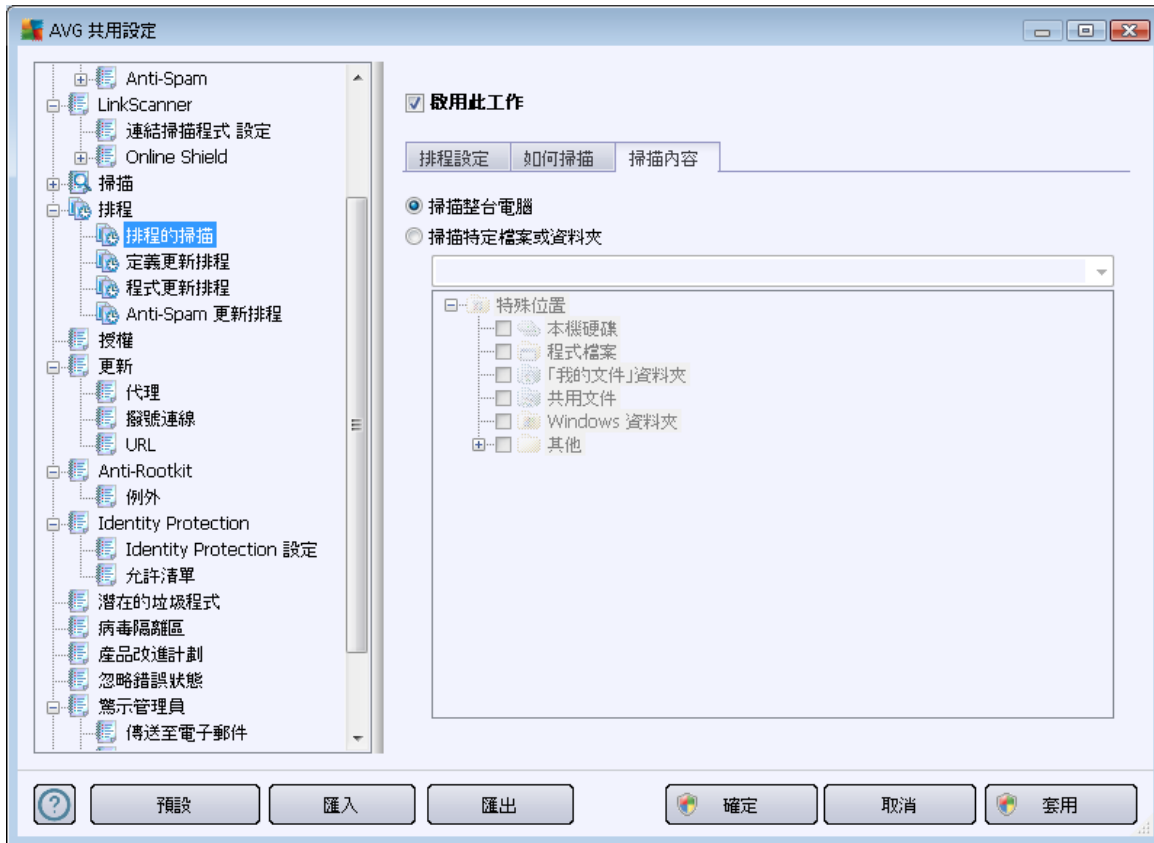 AVG 共用設定
Anti-Spam
LinkScanner
連結掃描程式 設定
Online Shield
掃描
排程
排程的掃描
定義更新排程
程式更新排程
Anti-Spam 更新排程
授權
更新
代理
撥號連線
URL
Anti-Rootkit
例外
Identity Protection
Identity Protection 設定
允許清單
潛在的垃圾程式
病毒隔離區
產品改進計劃
忽略錯誤狀態
警示管理員
傳送至電子郵件
啟用此工作
排程設定 如何掃描 掃描內容
掃描整台電腦
掃描特定檔案或資料夾
特殊位置
本機硬碟
程式檔案
「我的文件」資料夾
共用文件
Windows 資料夾
其他
預設 匯入 匯出 確定 取消 套用